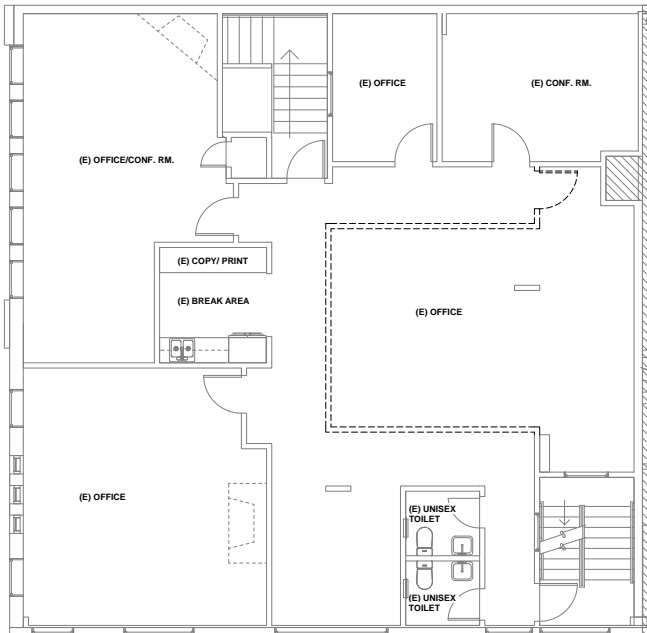 (E) OFFICE
(E) CONF. RM.
(E) OFFICE/CONF. RM.
(E) COPY/ PRINT
(E) BREAK AREA
(E) OFFICE
(E) OFFICE
(E) UNISEX
TOILET
(E) UNISEX
TOILET